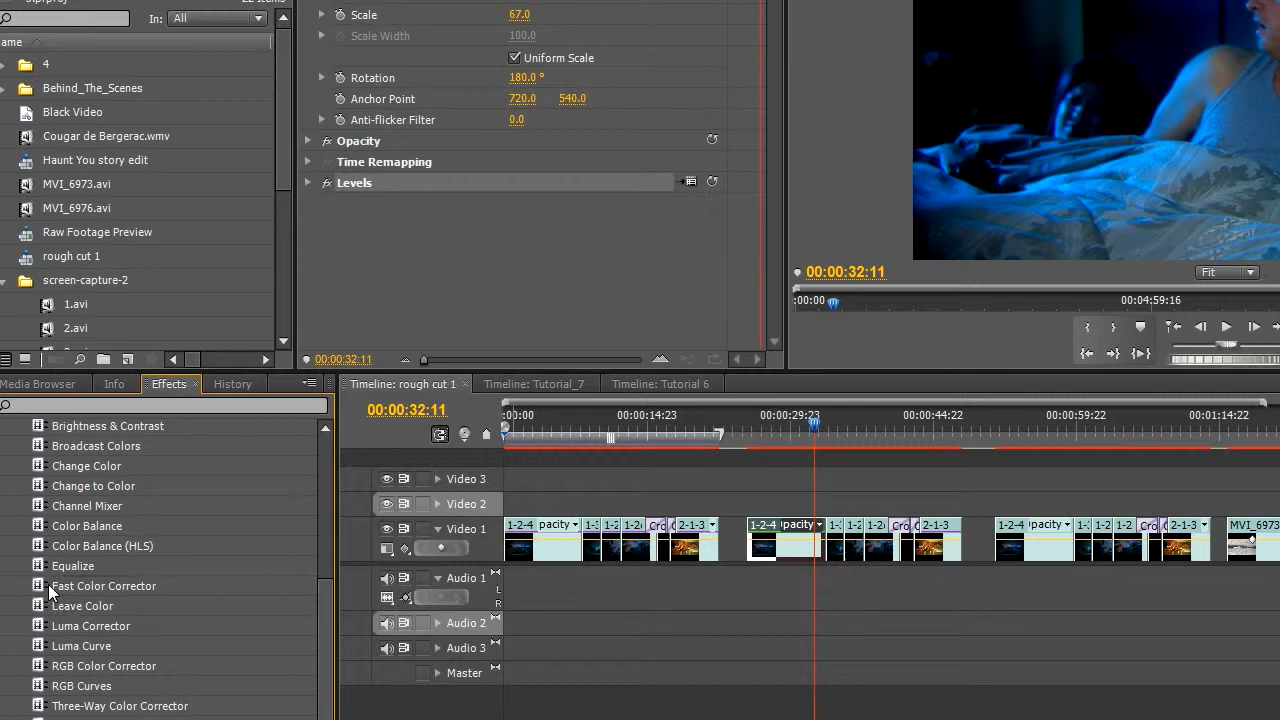 In: All
ame
4
Behind_The_Scenes
Black Video
Cougar de Bergerac.wmv
Haunt You story edit
MVI_6973.avi
MVI_6976.avi
Raw Footage Preview
rough cut 1
screen-capture-2
1.avi
2.avi
Scale 67.0
Scale Width 100.0
Uniform Scale
Rotation 180.0 °
Anchor Point 720.0 540.0
Anti-flicker Filter 0.0
fx Opacity
Time Remapping
fx Levels
00:00:32:11
00:00:32:11 Fit
:00:00 00:04:59:16
Media Browser Info Effects × History
Brightness & Contrast
Broadcast Colors
Change Color
Change to Color
Channel Mixer
Color Balance
Color Balance (HLS)
Equalize
Fast Color Corrector
Leave Color
Luma Corrector
Luma Curve
RGB Color Corrector
RGB Curves
Three-Way Color Corrector
Timeline: rough cut 1 × Timeline: Tutorial_7 Timeline: Tutorial 6
00:00:32:11 :00:00 00:00:14:23 00:00:29:23 00:00:44:22 00:00:59:22 00:01:14:22
Video 3
Video 2
Video 1 1-2-4 pacity 2-1-3 1-2-4 Opacity 2-1-3 1-2-4 Opacity 2-1-3 MVI_6973
Audio 1
L
R
Audio 2
Audio 3
Master